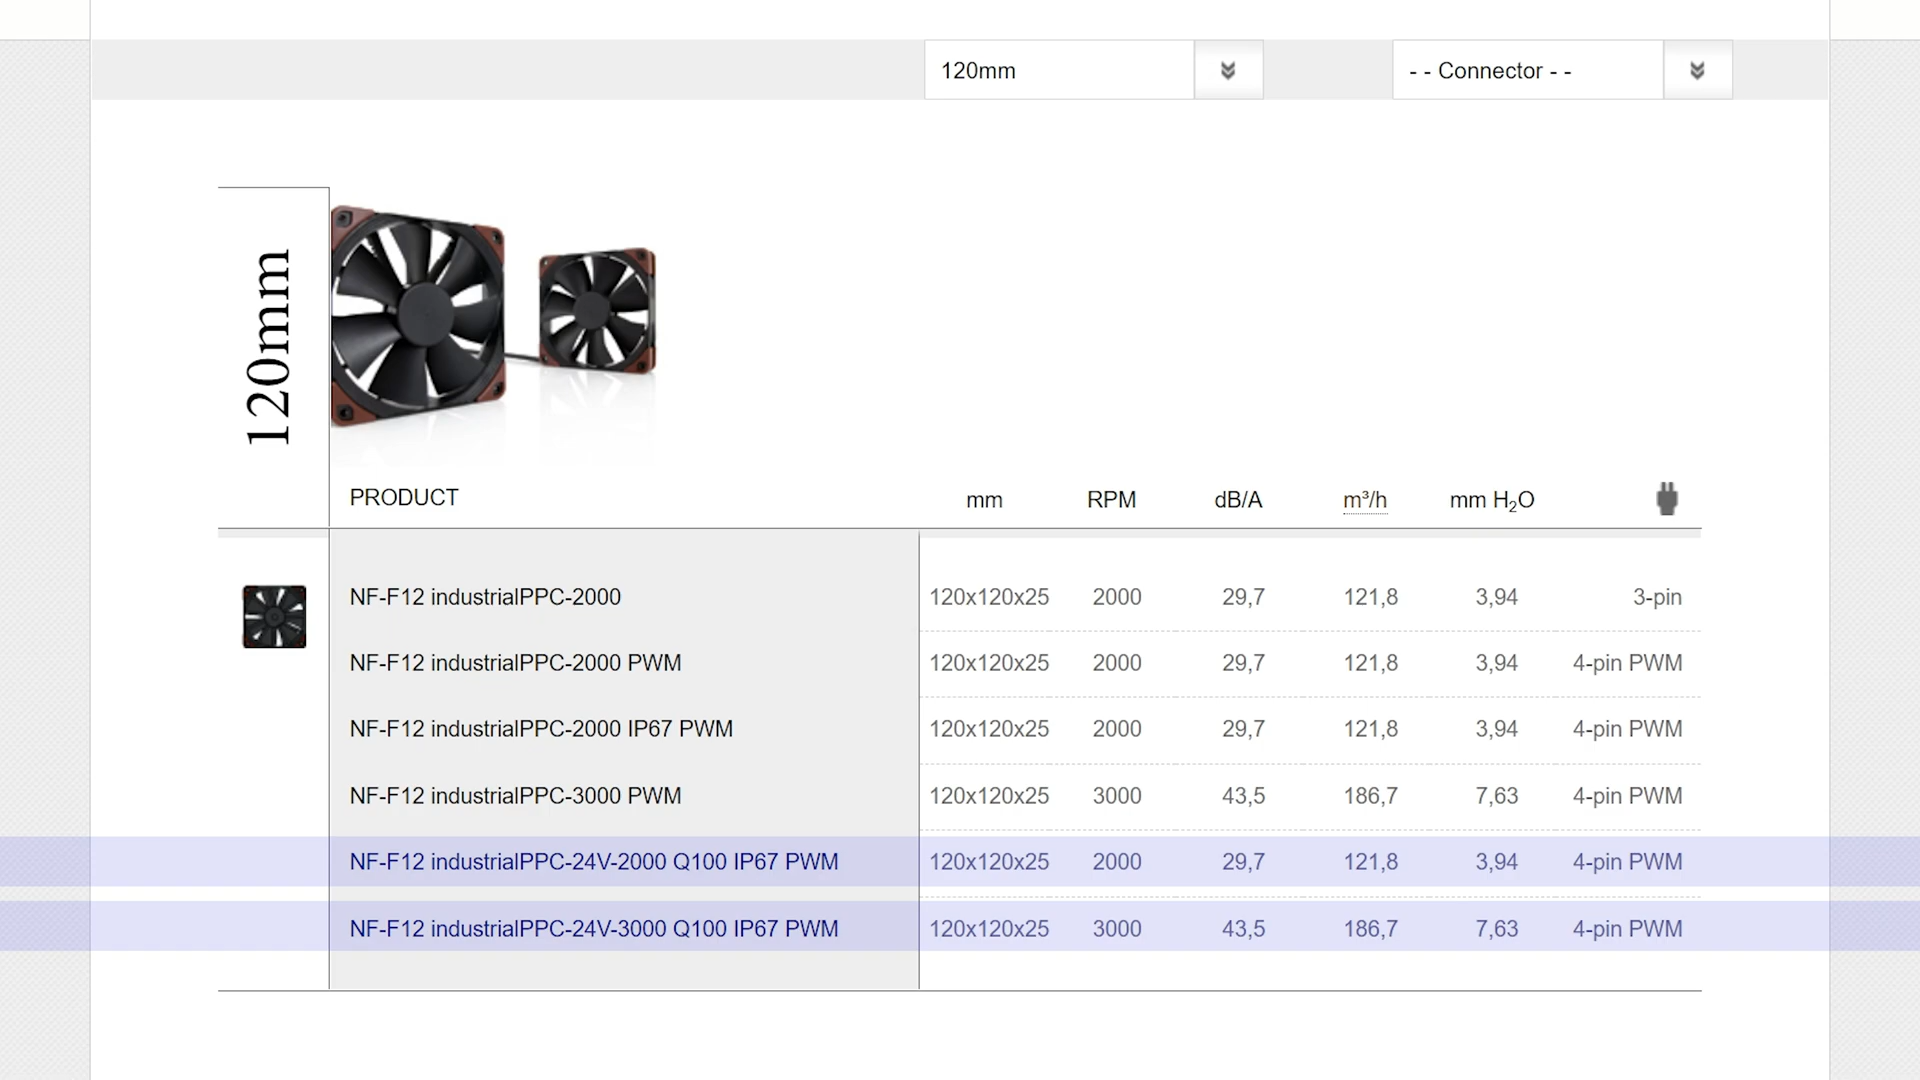 120mm
- - Connector - -
120mm
PRODUCT mm RPM dB/A m³/h mm H₂O
NF-F12 industrialPPC-2000 120x120x25 2000 29,7 121,8 3,94 3-pin
NF-F12 industrialPPC-2000 PWM 120x120x25 2000 29,7 121,8 3,94 4-pin PWM
NF-F12 industrialPPC-2000 IP67 PWM 120x120x25 2000 29,7 121,8 3,94 4-pin PWM
NF-F12 industrialPPC-3000 PWM 120x120x25 3000 43,5 186,7 7,63 4-pin PWM
NF-F12 industrialPPC-24V-2000 Q100 IP67 PWM 120x120x25 2000 29,7 121,8 3,94 4-pin PWM
NF-F12 industrialPPC-24V-3000 Q100 IP67 PWM 120x120x25 3000 43,5 186,7 7,63 4-pin PWM